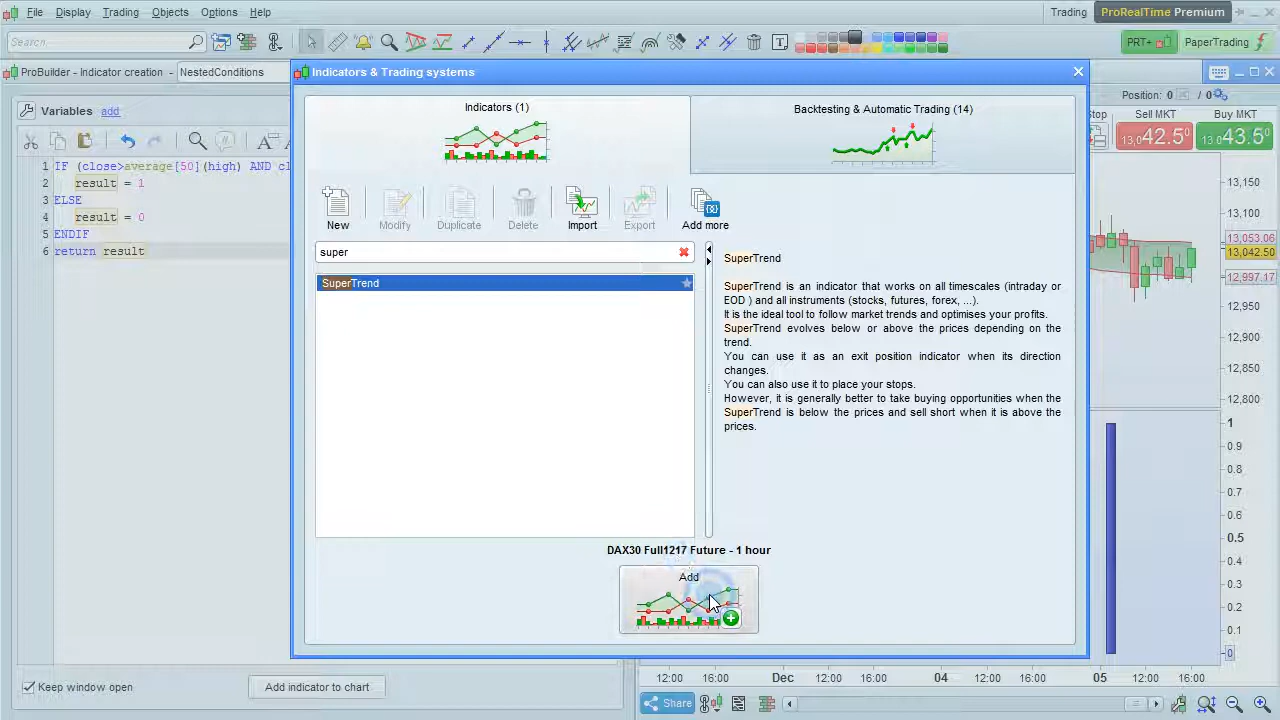 File Display Trading Objects Options Help
Trading ProRealTime Premium
Search
PRT+ PaperTrading
ProBuilder - Indicator creation NestedConditions
Indicators & Trading systems
Position: 0 / 0
Variables add
Indicators (1)
Backtesting & Automatic Trading (14)
Sell MKT Buy MKT
13,042.5⁰ 13,043.5⁰
1 IF (close>average[50](high) AND
2 result = 1
3 ELSE
4 result = 0
5 ENDIF
6 return result
New Modify Duplicate Delete Import Export Add more
super
SuperTrend
SuperTrend
SuperTrend is an indicator that works on all timescales (intraday or
EOD ) and all instruments (stocks, futures, forex, ...).
It is the ideal tool to follow market trends and optimises your profits.
SuperTrend evolves below or above the prices depending on the
trend.
You can use it as an exit position indicator when its direction
changes.
You can also use it to place your stops.
However, it is generally better to take buying opportunities when the
SuperTrend is below the prices and sell short when it is above the
prices.
DAX30 Full1217 Future - 1 hour
Add
13,150
13,100
13,053.06
13,042.50
12,997.17
12,950
12,900
12,850
12,800
1
0.9
0.8
0.7
0.6
0.5
0.4
0.3
0.2
0.1
0
12:00 16:00 Dec 12:00 16:00 04 12:00 16:00 05 12:00 16:00
Keep window open
Add indicator to chart
Share